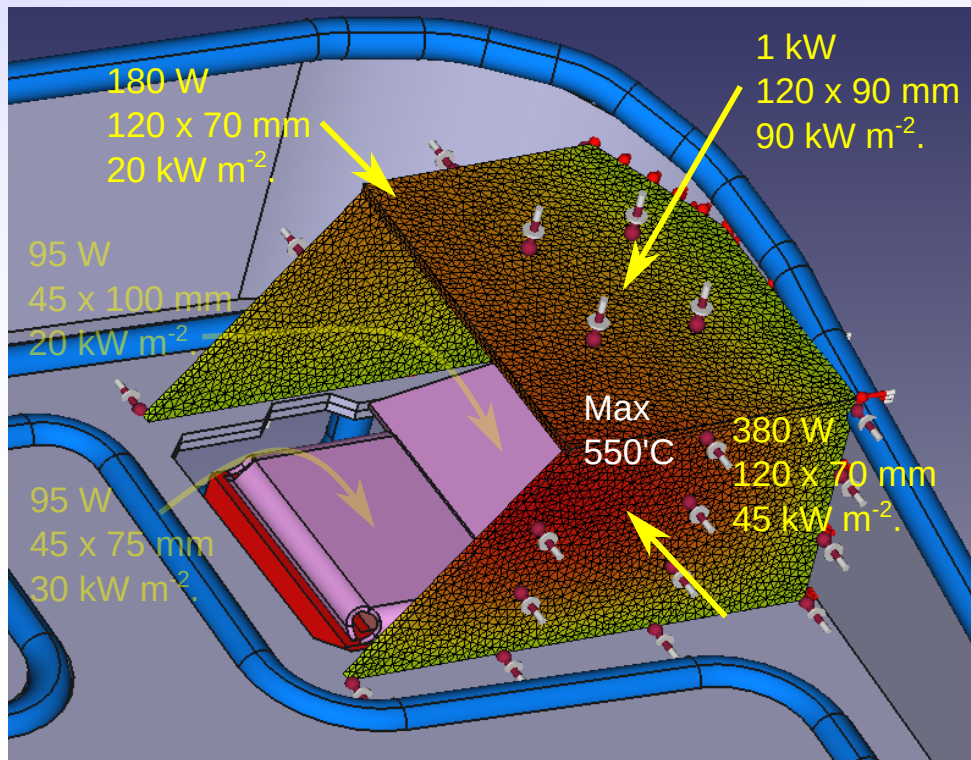 180 W
120 x 70 mm
20 kW m⁻².
1 kW
120 x 90 mm
90 kW m⁻².
95 W
45 x 100 mm
20 kW m⁻².
Max
550'C
380 W
120 x 70 mm
45 kW m⁻².
95 W
45 x 75 mm
30 kW m⁻².